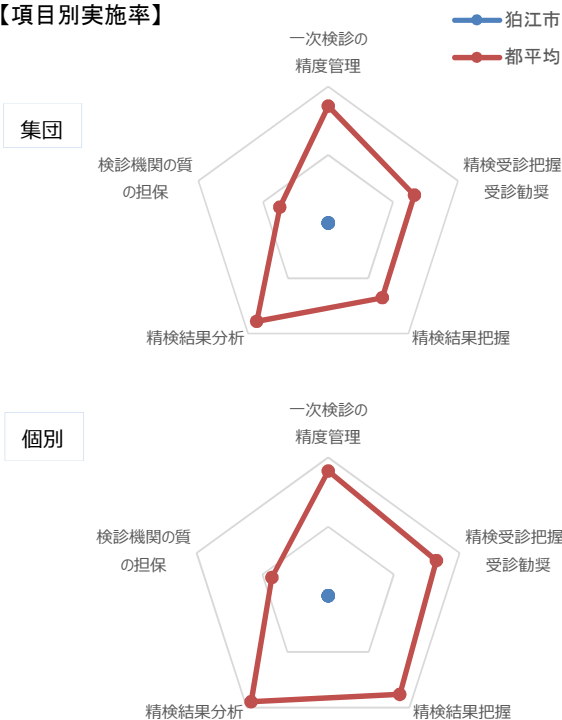 【項目別実施率】
狛江市
都平均
集団
一次検診の
精度管理
精検受診把握
受診勧奨
精検結果把握
精検結果分析
検診機関の質
の担保
個別
一次検診の
精度管理
精検受診把握
受診勧奨
精検結果把握
精検結果分析
検診機関の質
の担保